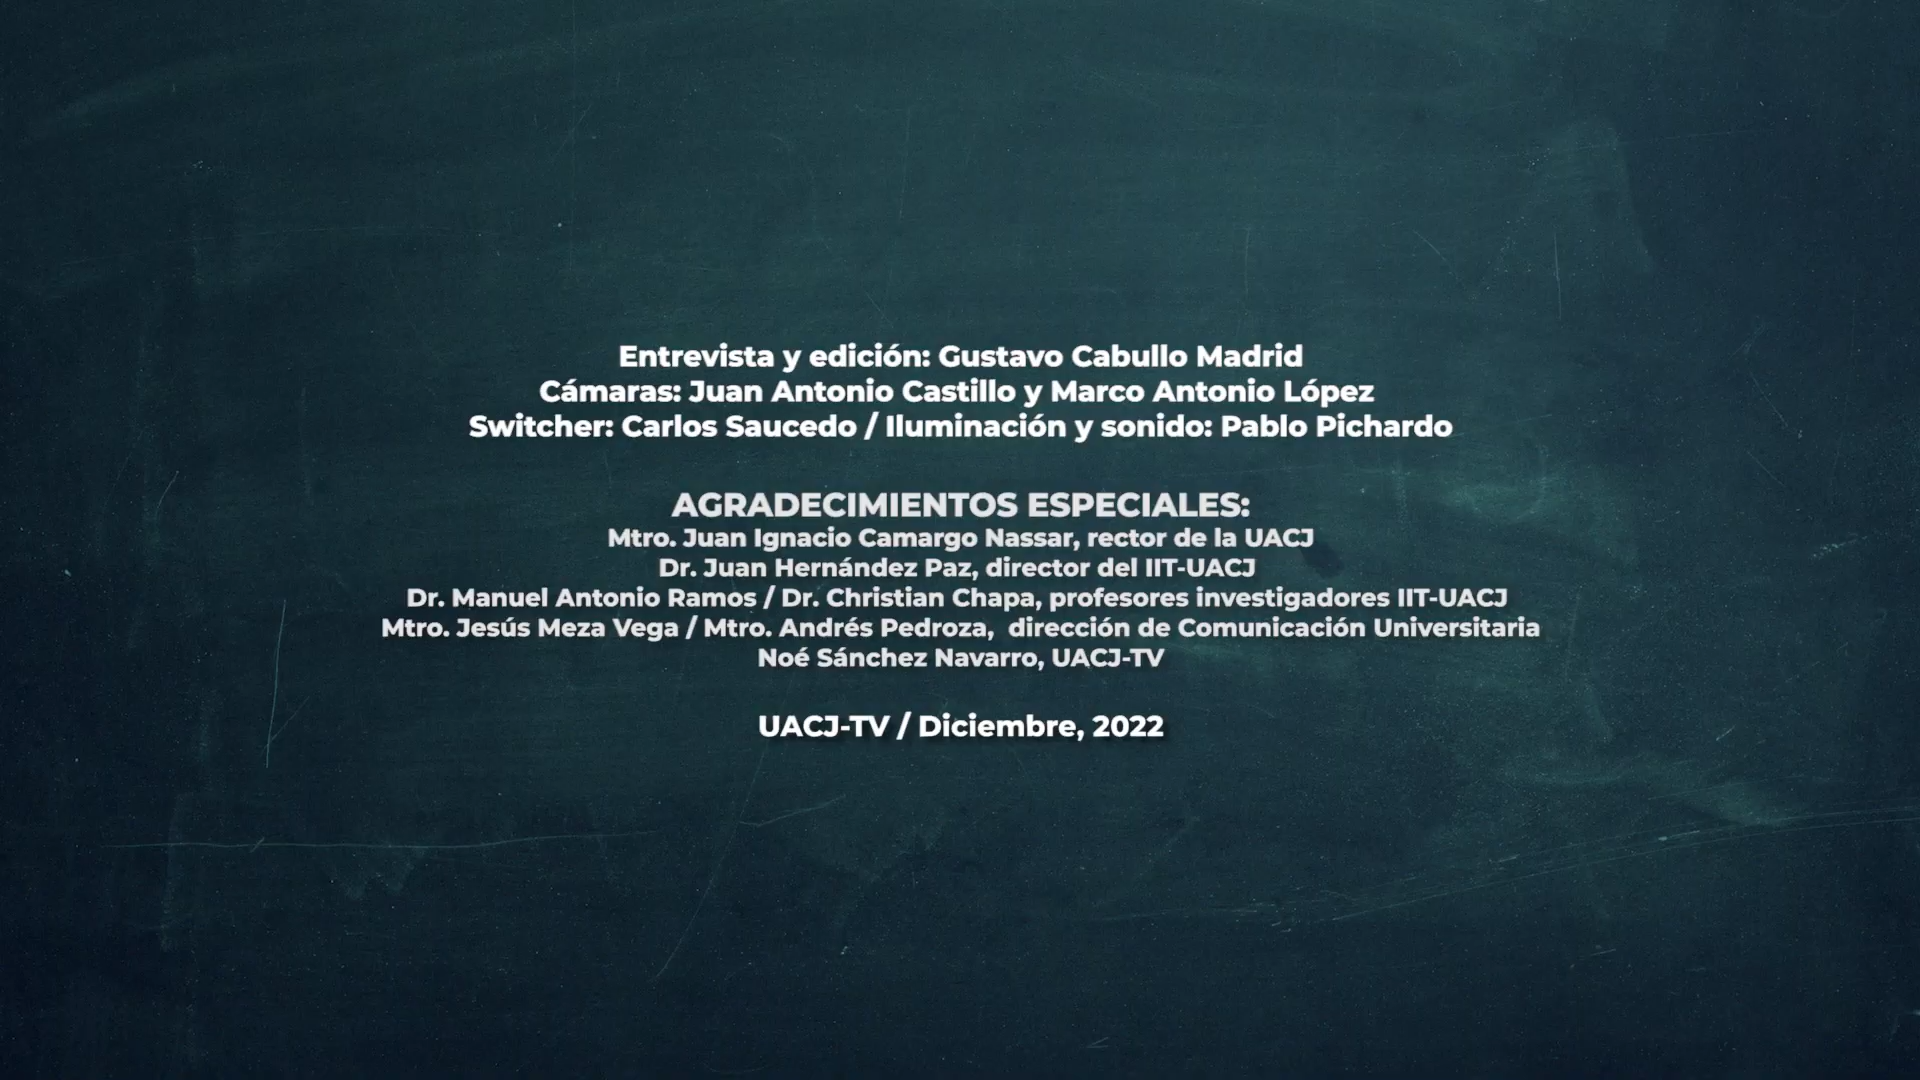 Entrevista y edición: Gustavo Cabullo Madrid
Cámaras: Juan Antonio Castillo y Marco Antonio López
Switcher: Carlos Saucedo / Iluminación y sonido: Pablo Pichardo
AGRADECIMIENTOS ESPECIALES:
Mtro. Juan Ignacio Camargo Nassar, rector de la UACJ
Dr. Juan Hernández Paz, director del IIT-UACJ
Dr. Manuel Antonio Ramos / Dr. Christian Chapa, profesores investigadores IIT-UACJ
Mtro. Jesús Meza Vega / Mtro. Andrés Pedroza, dirección de Comunicación Universitaria
Noé Sánchez Navarro, UACJ-TV
UACJ-TV / Diciembre, 2022